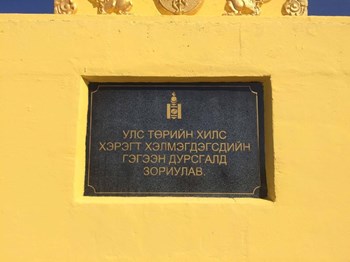 УЛС ТӨРИЙН ХИЛС
ХЭРЭГТ ХЭЛМЭГДЭГСДИЙН
ГЭГЭЭН ДУРСГАЛД
ЗОРИУЛАВ.